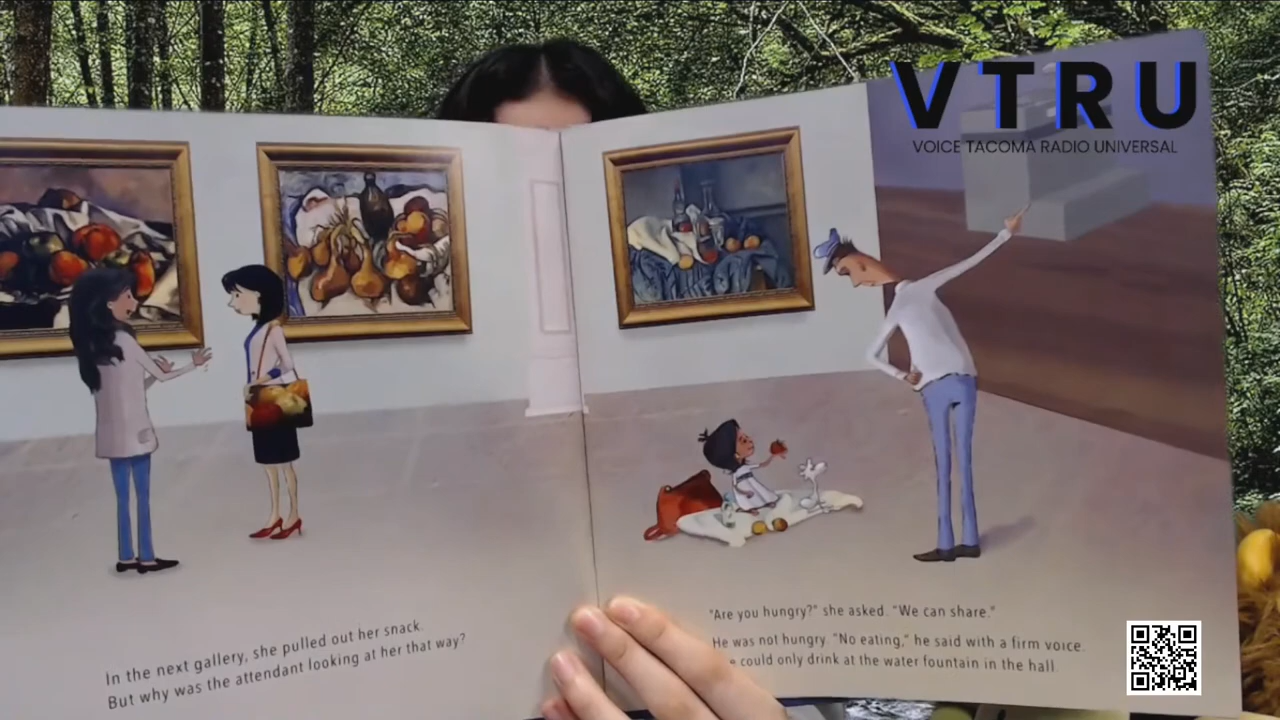 VTRU
VOICE TACOMA RADIO UNIVERSAL
In the next gallery, she pulled out her snack.
But why was the attendant looking at her that way?
"Are you hungry?" she asked. "We can share."
He was not hungry. "No eating," he said with a firm voice.
could only drink at the water fountain in the hall.